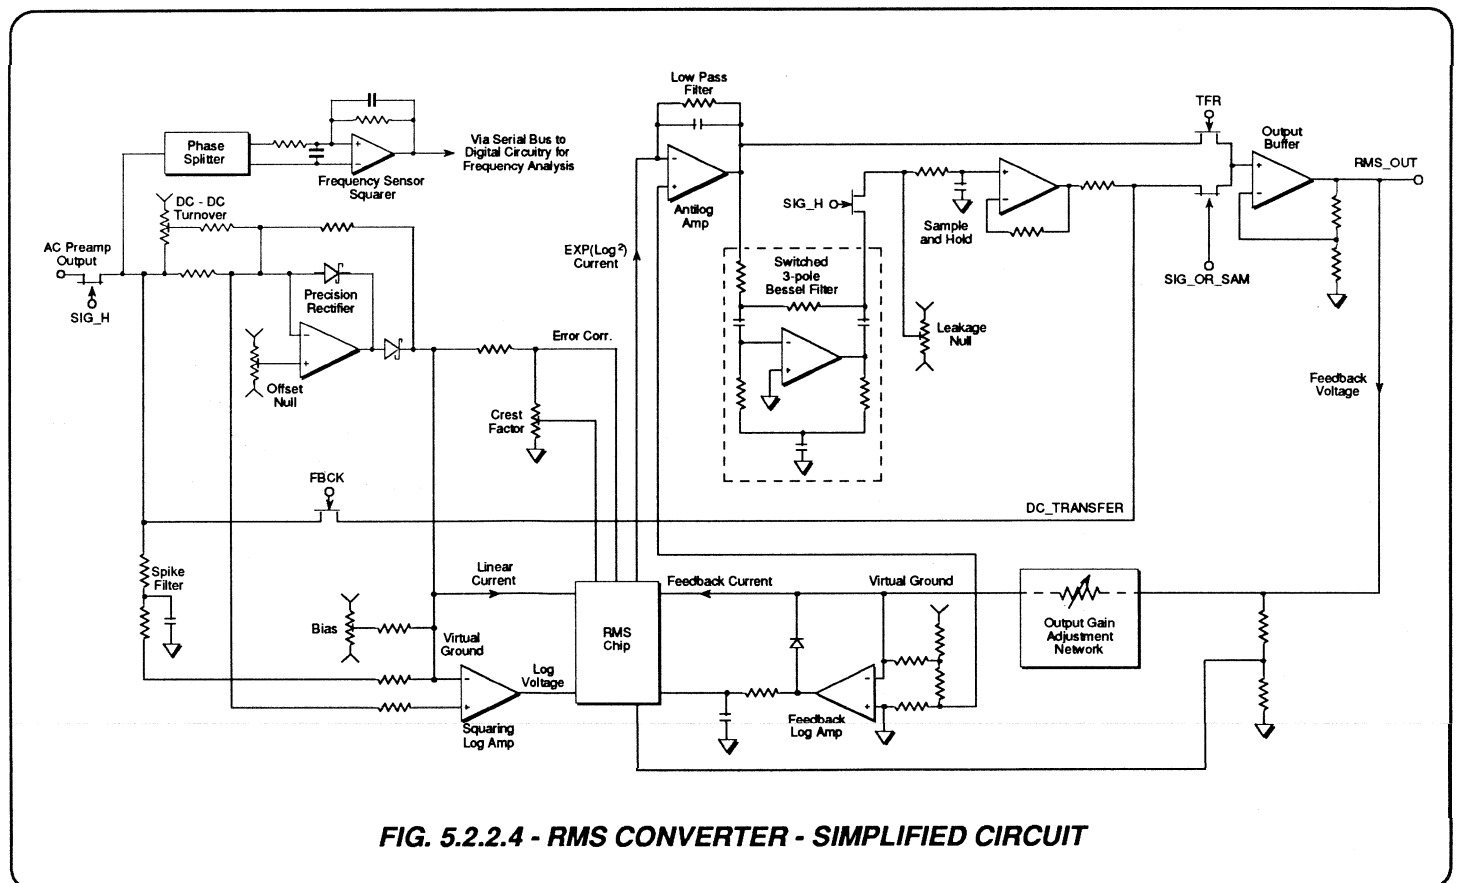 Low Pass
Filter
TFR
Output
Buffer
RMS_OUT
Phase
Splitter
+
−
Frequency Sensor
Squarer
Via Serial Bus to
Digital Circuitry for
Frequency Analysis
−
+
Antilog
Amp
SIG_H
+
−
Sample
and Hold
+
−
SIG_OR_SAM
DC - DC
Turnover
AC Preamp
Output
SIG_H
Precision
Rectifier
−
+
Offset
Null
EXP(Log²)
Current
Switched
3-pole
Bessel Filter
−
+
Leakage
Null
Feedback
Voltage
Error Corr.
Crest
Factor
FBCK
DC_TRANSFER
Spike
Filter
Linear
Current
Feedback Current
Virtual Ground
Bias
Virtual
Ground
−
+
Log
Voltage
Squaring
Log Amp
RMS
Chip
−
+
Feedback
Log Amp
Output Gain
Adjustment
Network
FIG. 5.2.2.4 - RMS CONVERTER - SIMPLIFIED CIRCUIT